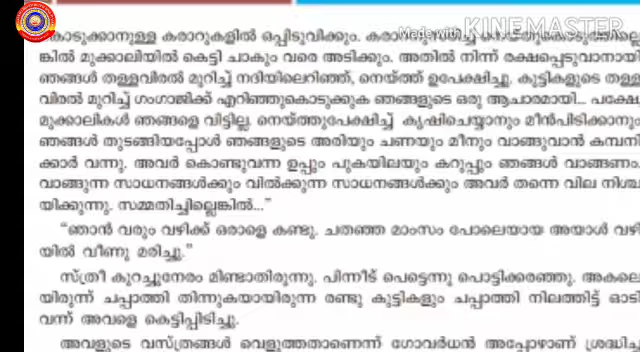 കാടുക്കാനുള്ള കരാറുകളിൽ ഒപ്പിടുവിക്കും. കരാറനുസരിച്ച് നെയ്തുകൊടുത്തില്ലെ
Made with KINEMASTER
ങ്കിൽ മുക്കാലിയിൽ കെട്ടി ചാകും വരെ അടിക്കും. അതിൽ നിന്ന് രക്ഷപ്പെടുവാനായി
ഞങ്ങൾ തള്ളവിരൽ മുറിച്ച് നദിയിലെറിഞ്ഞ്, നെയ്ത്ത് ഉപേക്ഷിച്ചു. കുട്ടികളുടെ തള്ള
വിരൽ മുറിച്ച് ഗംഗാജിക്ക് എറിഞ്ഞുകൊടുക്കുക ഞങ്ങളുടെ ഒരു ആചാരമായി... പക്ഷേ
മുക്കാലികൾ ഞങ്ങളെ വിട്ടില്ല. നെയ്ത്തുപേക്ഷിച്ച് കൃഷിചെയ്യാനും മീൻപിടിക്കാനും
ഞങ്ങൾ തുടങ്ങിയപ്പോൾ ഞങ്ങളുടെ അരിയും ചണയും മീനും വാങ്ങുവാൻ കമ്പനി
ക്കാർ വന്നു. അവർ കൊണ്ടുവന്ന ഉപ്പും പുകയിലയും കറുപ്പും ഞങ്ങൾ വാങ്ങണം.
വാങ്ങുന്ന സാധനങ്ങൾക്കും വിൽക്കുന്ന സാധനങ്ങൾക്കും അവർ തന്നെ വില നിശ്ച
യിക്കുന്നു. സമ്മതിച്ചില്ലെങ്കിൽ..."
"ഞാൻ വരും വഴിക്ക് ഒരാളെ കണ്ടു. ചതഞ്ഞ മാംസം പോലെയായ അയാൾ വഴി
യിൽ വീണു മരിച്ചു."
സ്ത്രീ കുറച്ചുനേരം മിണ്ടാതിരുന്നു. പിന്നീട് പെട്ടെന്നു പൊട്ടിക്കരഞ്ഞു. അകലെ
യിരുന്ന് ചപ്പാത്തി തിന്നുകയായിരുന്ന രണ്ടു കുട്ടികളും ചപ്പാത്തി നിലത്തിട്ട് ഓടി
വന്ന് അവളെ കെട്ടിപ്പിടിച്ചു.
അവളുടെ വസ്ത്രങ്ങൾ വെളുത്തതാണെന്ന് ഗോവർധൻ അപ്പോഴാണ് ശ്രദ്ധിച്ച